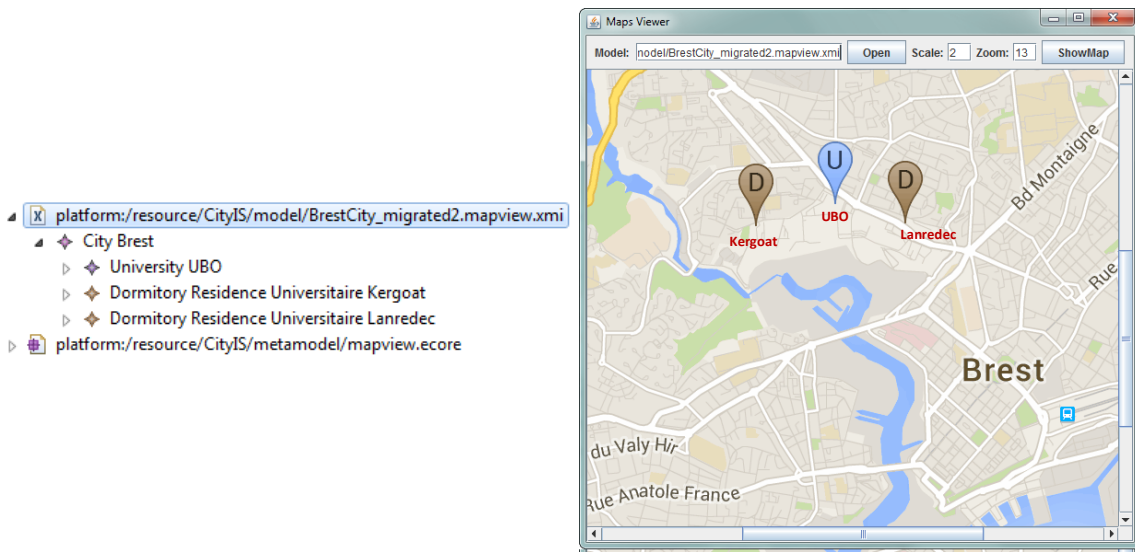 platform:/resource/CityIS/model/BrestCity_migrated2.mapview.xmi
City Brest
University UBO
Dormitory Residence Universitaire Kergoat
Dormitory Residence Universitaire Lanredec
platform:/resource/CityIS/metamodel/mapview.ecore
Maps Viewer
Model: nodel/BrestCity_migrated2.mapview.xmi Open Scale: 2 Zoom: 13 ShowMap
Bd Montaigne
U
D D
UBO
Kergoat Lanredec
Rue
Brest
du Valy Hir
Rue Anatole France